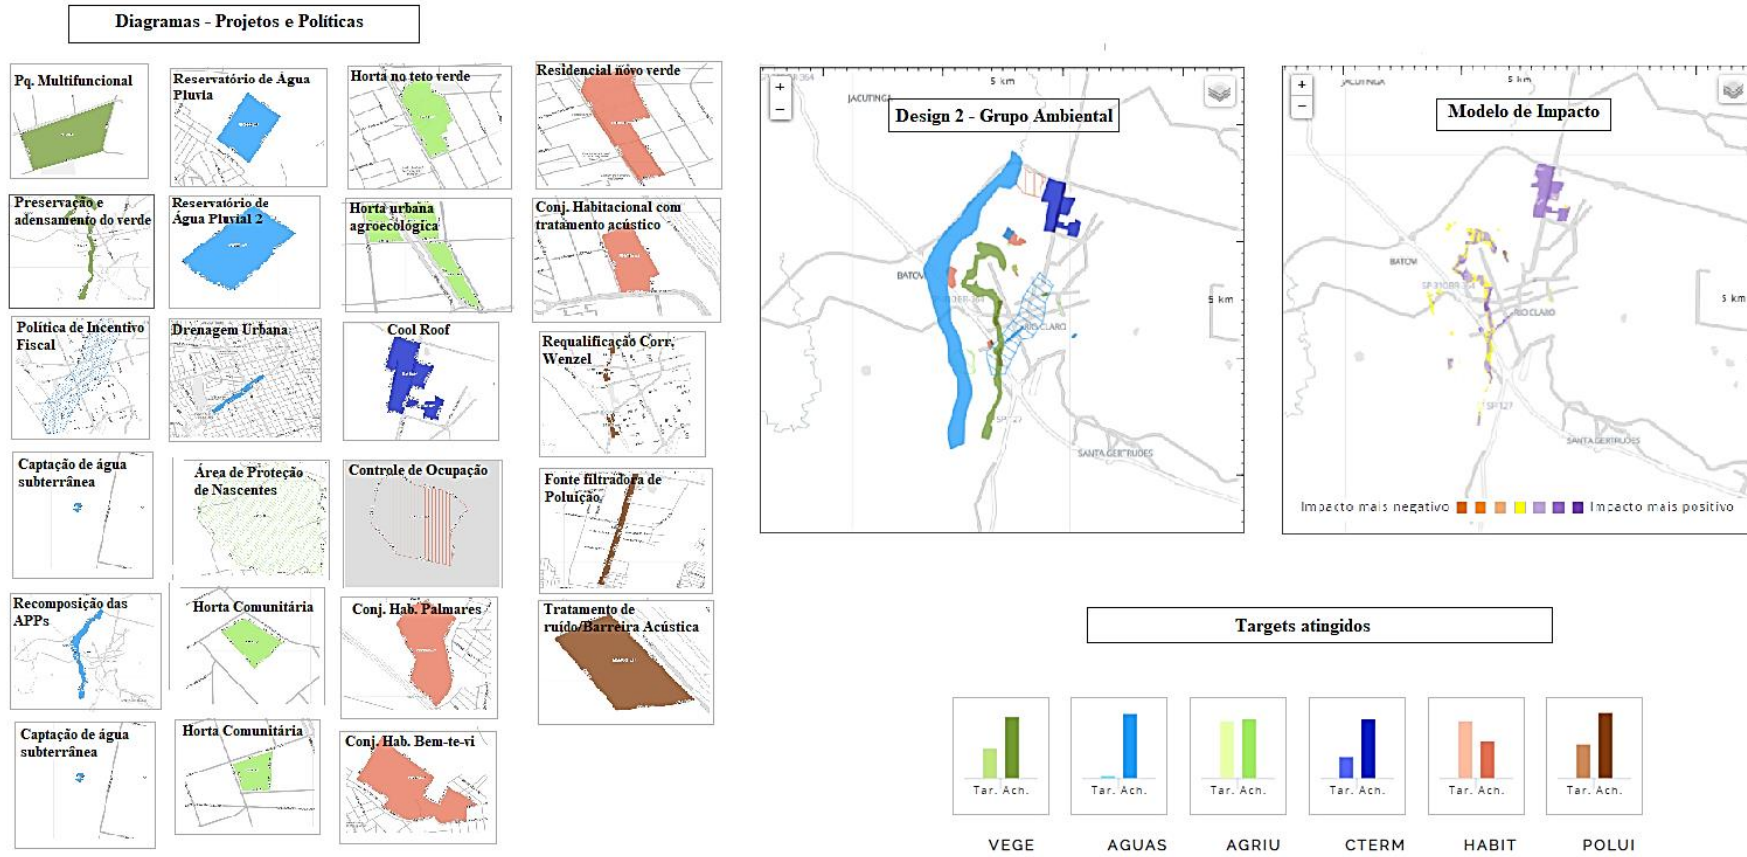 Diagramas - Projetos e Políticas
Pq. Multifuncional
Reservatório de Água
Pluvia
Horta no teto verde
Residencial novo verde
Preservação e
adensamento do verde
Reservatório de
Água Pluvial 2
Horta urbana
agroecológica
Conj. Habitacional com
tratamento acústico
Política de Incentivo
Fiscal
Drenagem Urbana
Cool Roof
Requalificação Corr.
Wenzel
Captação de água
subterrânea
Área de Proteção
de Nascentes
Controle de Ocupação
Fonte filtradora de
Poluição
Recomposição das
APPs
Horta Comunitária
Conj. Hab. Palmares
Tratamento de
ruído/Barreira Acústica
Captação de água
subterrânea
Horta Comunitária
Conj. Hab. Bem-te-vi
+
−
5 km
JACUTINGA
Design 2 - Grupo Ambiental
BATOVI
RIO CLARO
5 km
SANTA GERTRUDES
+
−
5 km
JACUTINGA
Modelo de Impacto
BATOVI
RIO CLARO
5 km
SP-127
SANTA GERTRUDES
Impacto mais negativo
Impacto mais positivo
Targets atingidos
Tar. Ach.
Tar. Ach.
Tar. Ach.
Tar. Ach.
Tar. Ach.
Tar. Ach.
VEGE
AGUAS
AGRIU
CTERM
HABIT
POLUI